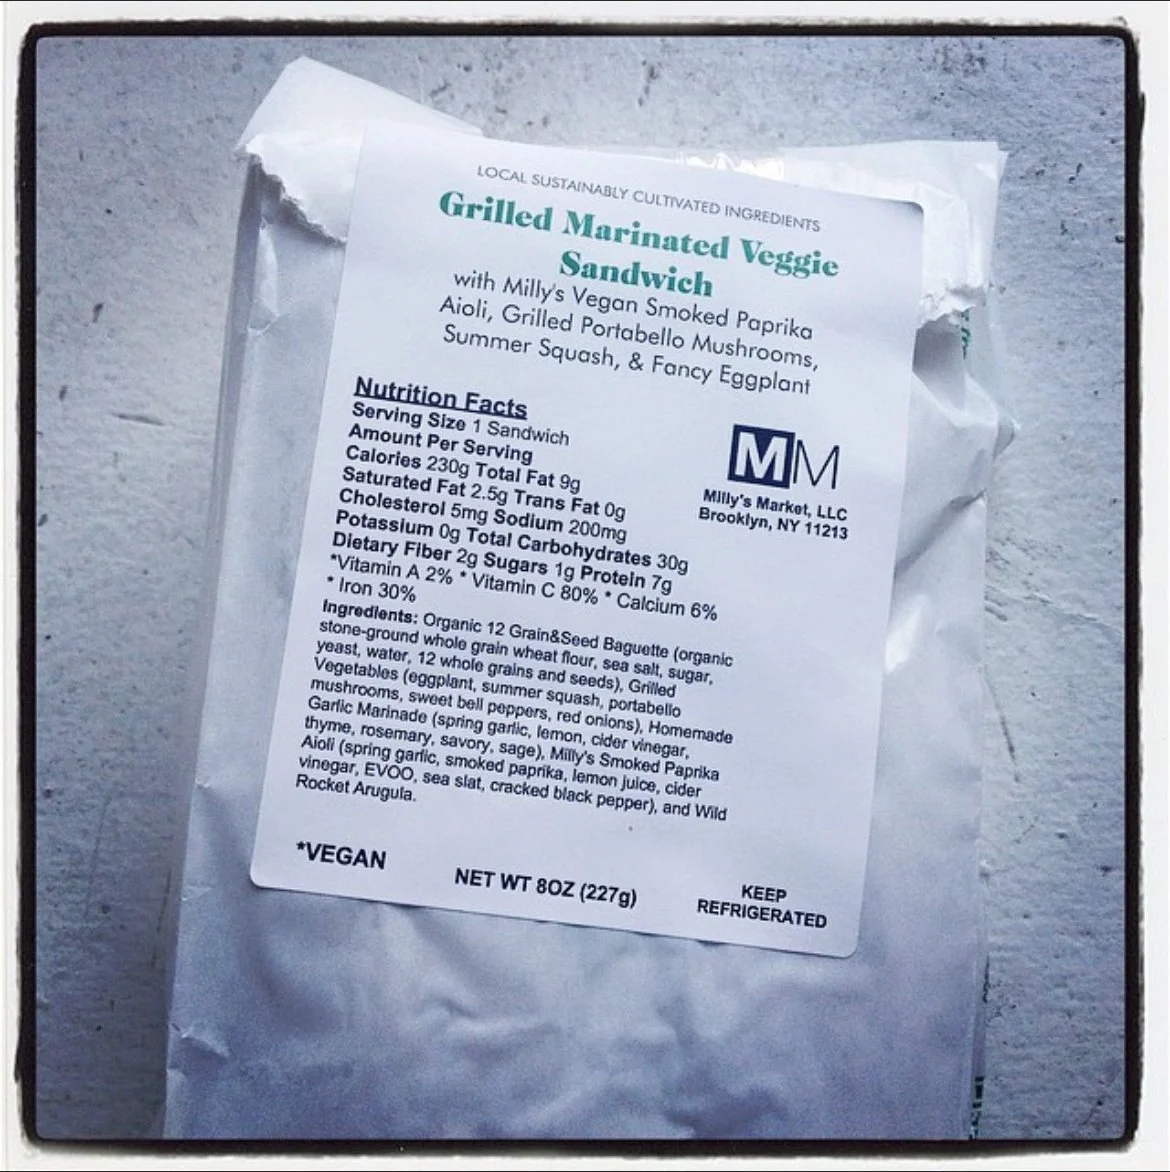 LOCAL SUSTAINABLY CULTIVATED INGREDIENTS
Grilled Marinated Veggie
Sandwich
with Milly's Vegan Smoked Paprika
Aioli, Grilled Portabello Mushrooms,
Summer Squash, & Fancy Eggplant
Nutrition Facts
Serving Size 1 Sandwich
Amount Per Serving
Calories 230g Total Fat 9g
Saturated Fat 2.5g Trans Fat 0g
Cholesterol 5mg Sodium 200mg
Potassium 0g Total Carbohydrates 30g
Dietary Fiber 2g Sugars 1g Protein 7g
*Vitamin A 2% * Vitamin C 80% * Calcium 6%
* Iron 30%
MM
Milly's Market, LLC
Brooklyn, NY 11213
Ingredients: Organic 12 Grain&Seed Baguette (organic
stone-ground whole grain wheat flour, sea salt, sugar,
yeast, water, 12 whole grains and seeds), Grilled
Vegetables (eggplant, summer squash, portabello
mushrooms, sweet bell peppers, red onions), Homemade
Garlic Marinade (spring garlic, lemon, cider vinegar,
thyme, rosemary, savory, sage), Milly's Smoked Paprika
Aioli (spring garlic, smoked paprika, lemon juice, cider
vinegar, EVOO, sea slat, cracked black pepper), and Wild
Rocket Arugula.
*VEGAN
NET WT 8OZ (227g)
KEEP
REFRIGERATED